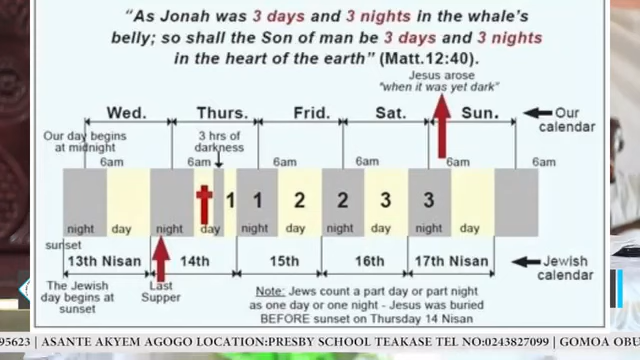 "As Jonah was 3 days and 3 nights in the whale's
belly; so shall the Son of man be 3 days and 3 nights
in the heart of the earth" (Matt.12:40).
Jesus arose
"when it was yet dark"
Wed. Thurs. Fri. Sat. Sun. Our
calendar
Our day begins
at midnight
3 hrs of
darkness
6am 6am 6am 6am 6am 6am
1 1 2 2 3 3
night day night day night day night day night day
sunset
13th Nisan 14th 15th 16th 17th Nisan Jewish
calendar
The Jewish
day begins at
sunset
Last
Supper
Note: Jews count a part day or part night
as one day or one night - Jesus was buried
BEFORE sunset on Thursday 14 Nisan
95623 | ASANTE AKYEM AGOGO LOCATION:PRESBY SCHOOL TEAKASE TEL NO:0243827099 | GOMOA OBU